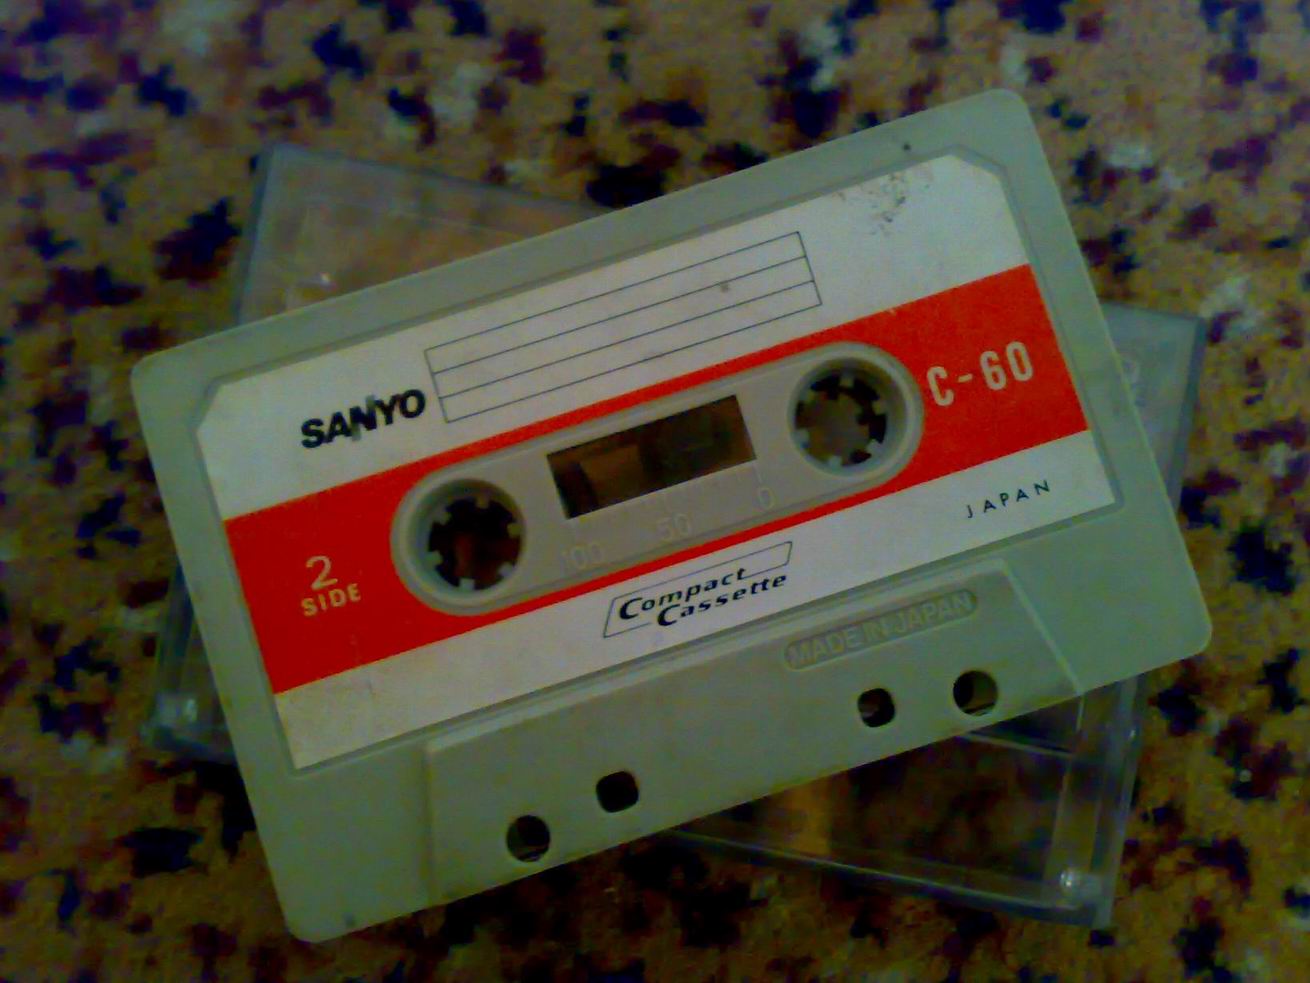 SANYO
C-60
2
SIDE
100 50 0
JAPAN
Compact
Cassette
MADE IN JAPAN